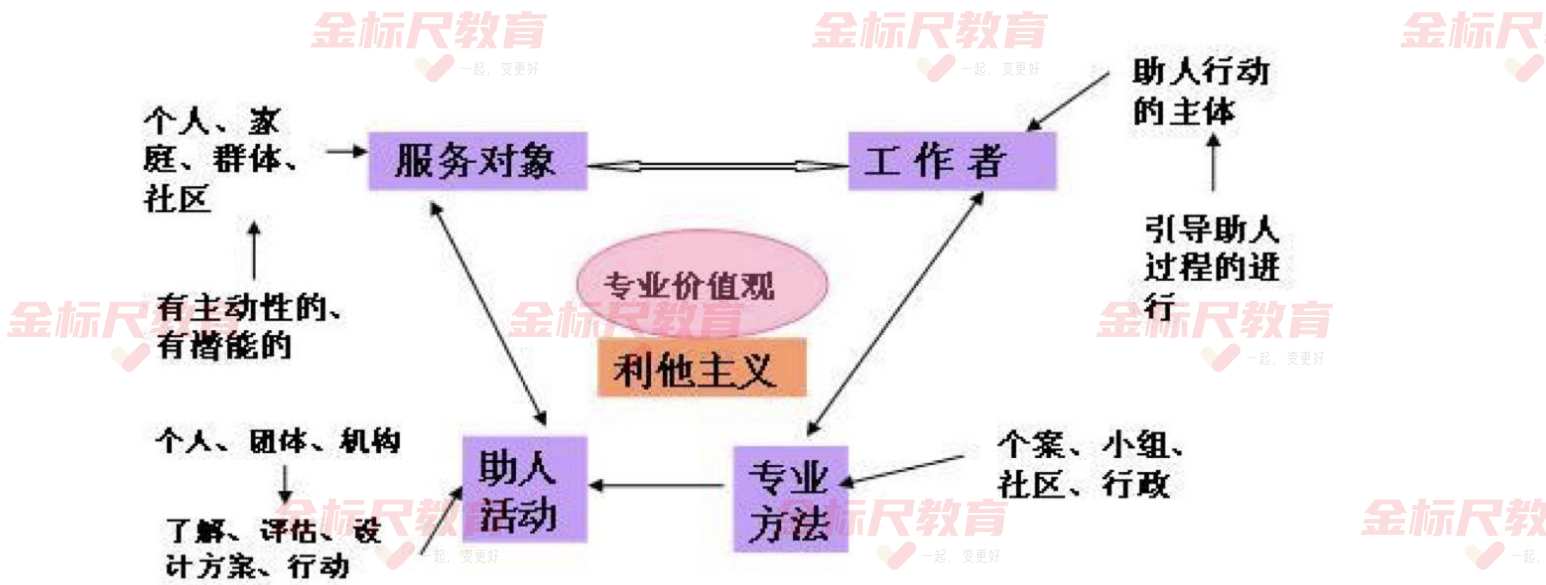 金标尺教育
一起，变更好
金标尺教育
一起，变更好
金标尺
个人、家
庭、群体、
社区
服务对象
工作者
助人行动
的主体
引导助人
过程的进
行
有主动性的、
有潜能的
专业价值观
利他主义
金标尺教育
金标尺教育
金标尺教育
一起，变更好
个人、团体、机构
了解、评估、设
计方案、行动
助人
活动
专业
方法
个案、小组、
社区、行政
金标尺教育
一起，变更好
金标尺教育
一起，变更好
金标尺教
一起，